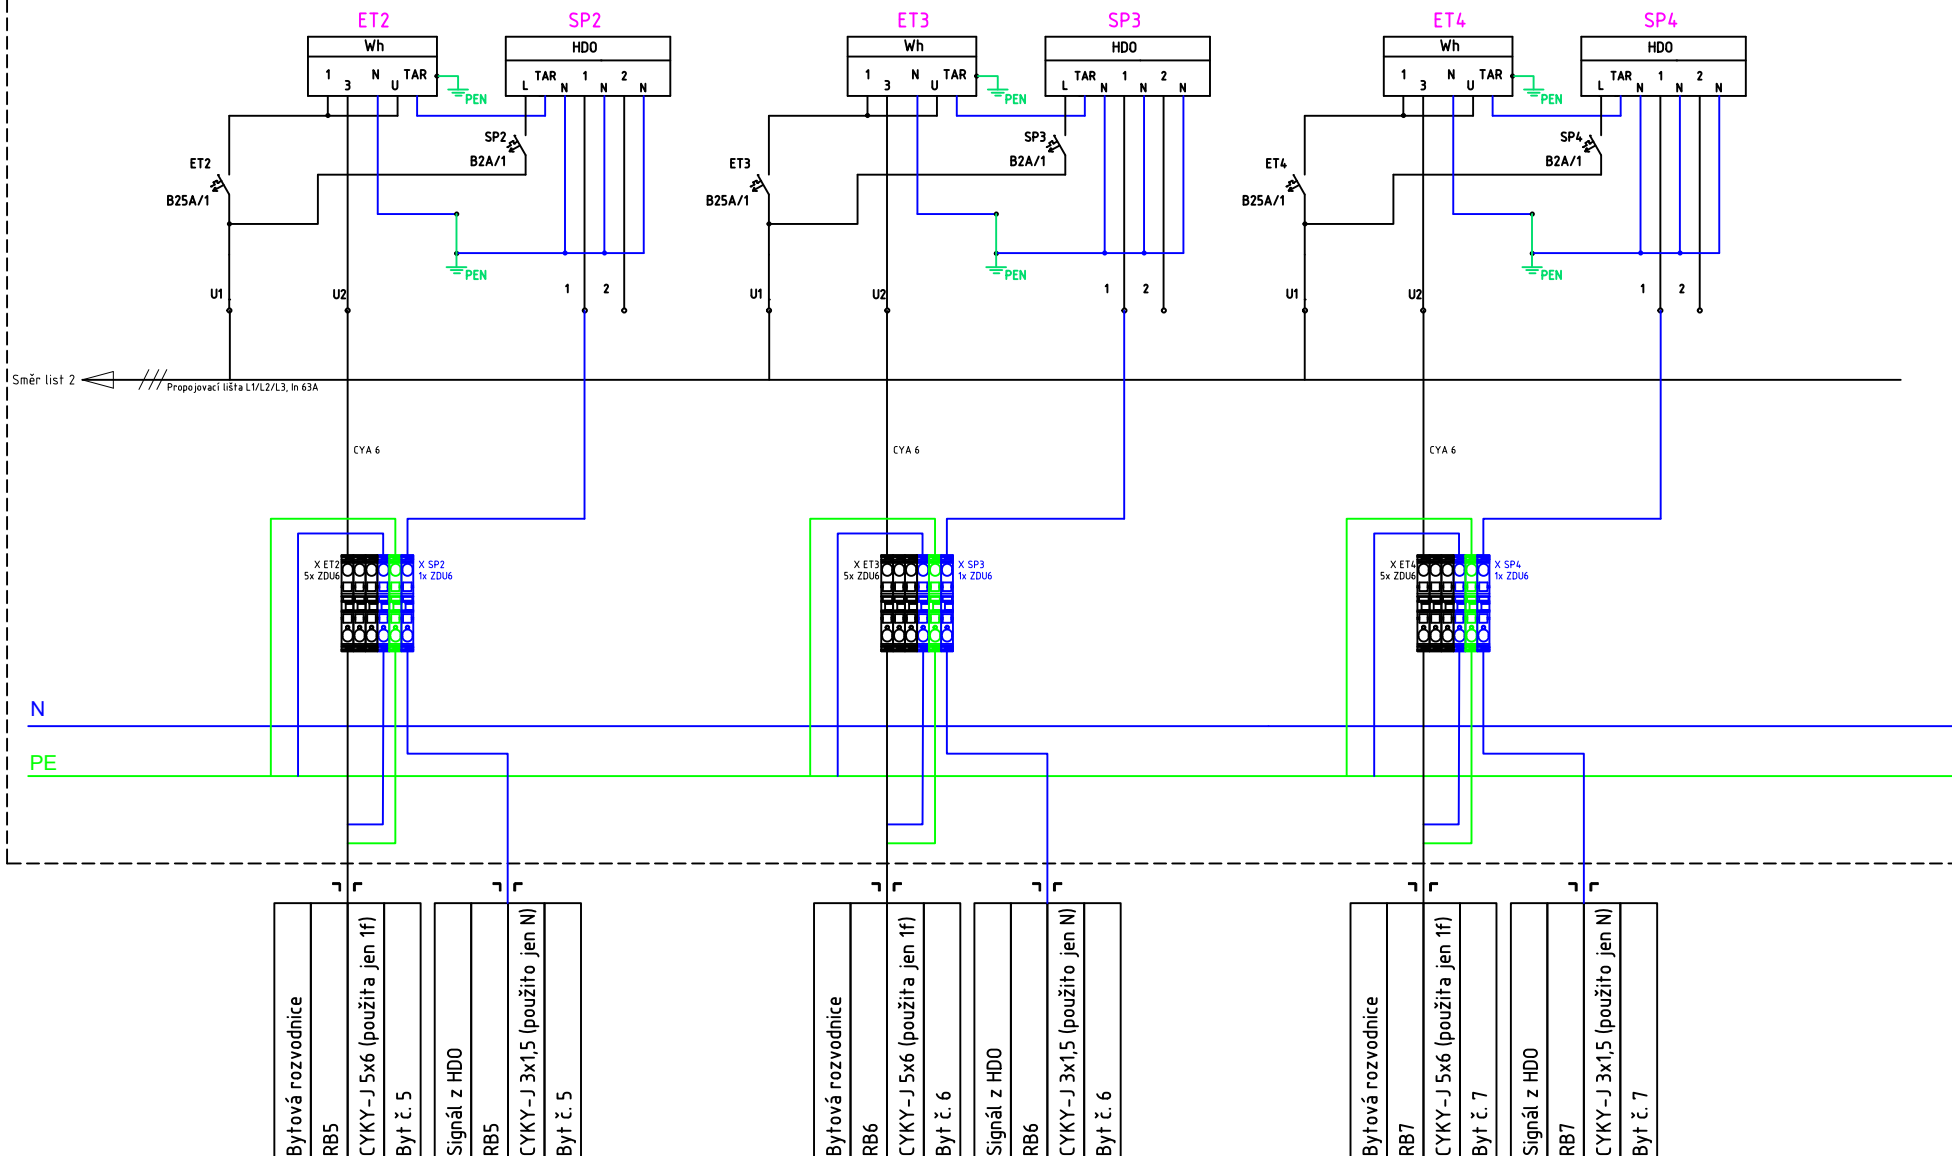 ET2
SP2
Wh
1
3
N
U
TAR
PEN
HDO
L
TAR
N
1
N
2
N
SP2
B2A/1
ET2
B25A/1
PEN
U1
U2
1
2
ET3
SP3
Wh
1
3
N
U
TAR
PEN
HDO
L
TAR
N
1
N
2
N
SP3
B2A/1
ET3
B25A/1
PEN
U1
U2
1
2
ET4
SP4
Wh
1
3
N
U
TAR
PEN
HDO
L
TAR
N
1
N
2
N
SP4
B2A/1
ET4
B25A/1
PEN
U1
U2
1
2
Směr list 2
Propojovací lišta L1/L2/L3, In 63A
CYA 6
CYA 6
CYA 6
X ET2
5x ZDU6
X SP2
1x ZDU6
X ET3
5x ZDU6
X SP3
1x ZDU6
X ET4
5x ZDU6
X SP4
1x ZDU6
N
PE
Bytová rozvodnice
RB5
CYKY-J 5x6 (použita jen 1f)
Byt č. 5
Signál z HDO
RB5
CYKY-J 3x1,5 (použito jen N)
Byt č. 5
Bytová rozvodnice
RB6
CYKY-J 5x6 (použita jen 1f)
Byt č. 6
Signál z HDO
RB6
CYKY-J 3x1,5 (použito jen N)
Byt č. 6
Bytová rozvodnice
RB7
CYKY-J 5x6 (použita jen 1f)
Byt č. 7
Signál z HDO
RB7
CYKY-J 3x1,5 (použito jen N)
Byt č. 7